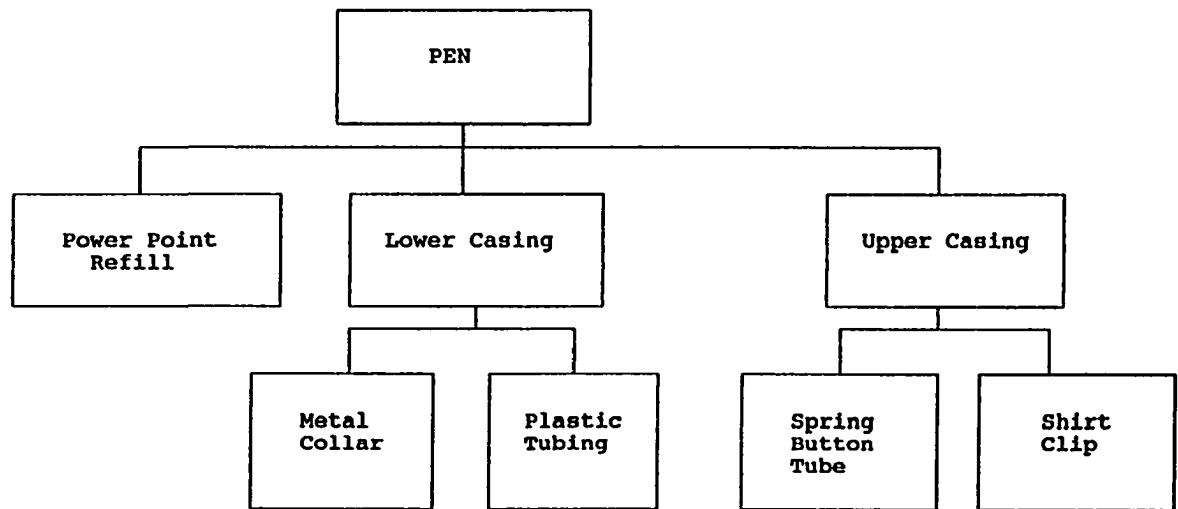 PEN
Power Point
Refill
Lower Casing
Upper Casing
Metal
Collar
Plastic
Tubing
Spring
Button
Tube
Shirt
Clip